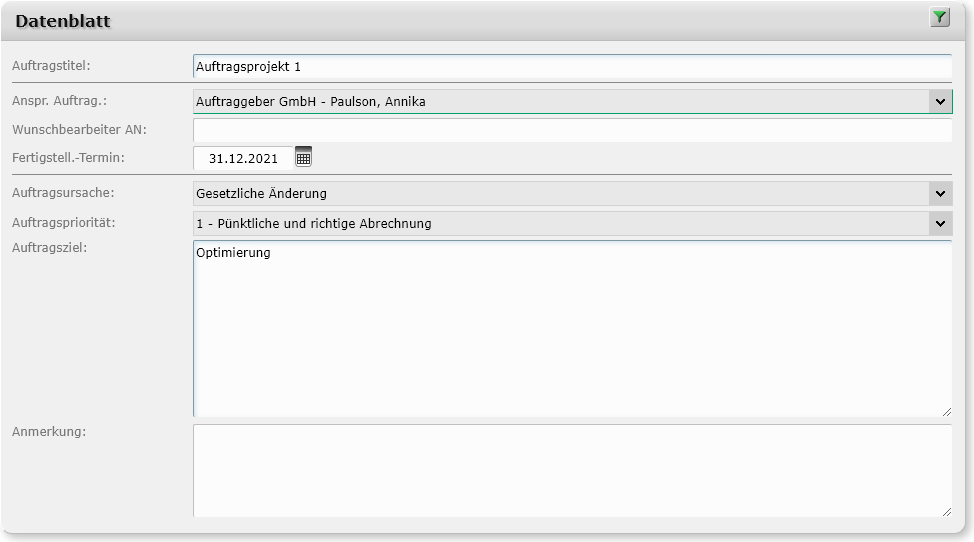 Datenblatt
Auftragstitel: Auftragsprojekt 1
Anspr. Auftrag.: Auftraggeber GmbH - Paulson, Annika
Wunschbearbeiter AN:
Fertigstell.-Termin: 31.12.2021
Auftragsursache: Gesetzliche Änderung
Auftragspriorität: 1 - Pünktliche und richtige Abrechnung
Auftragsziel: Optimierung
Anmerkung: